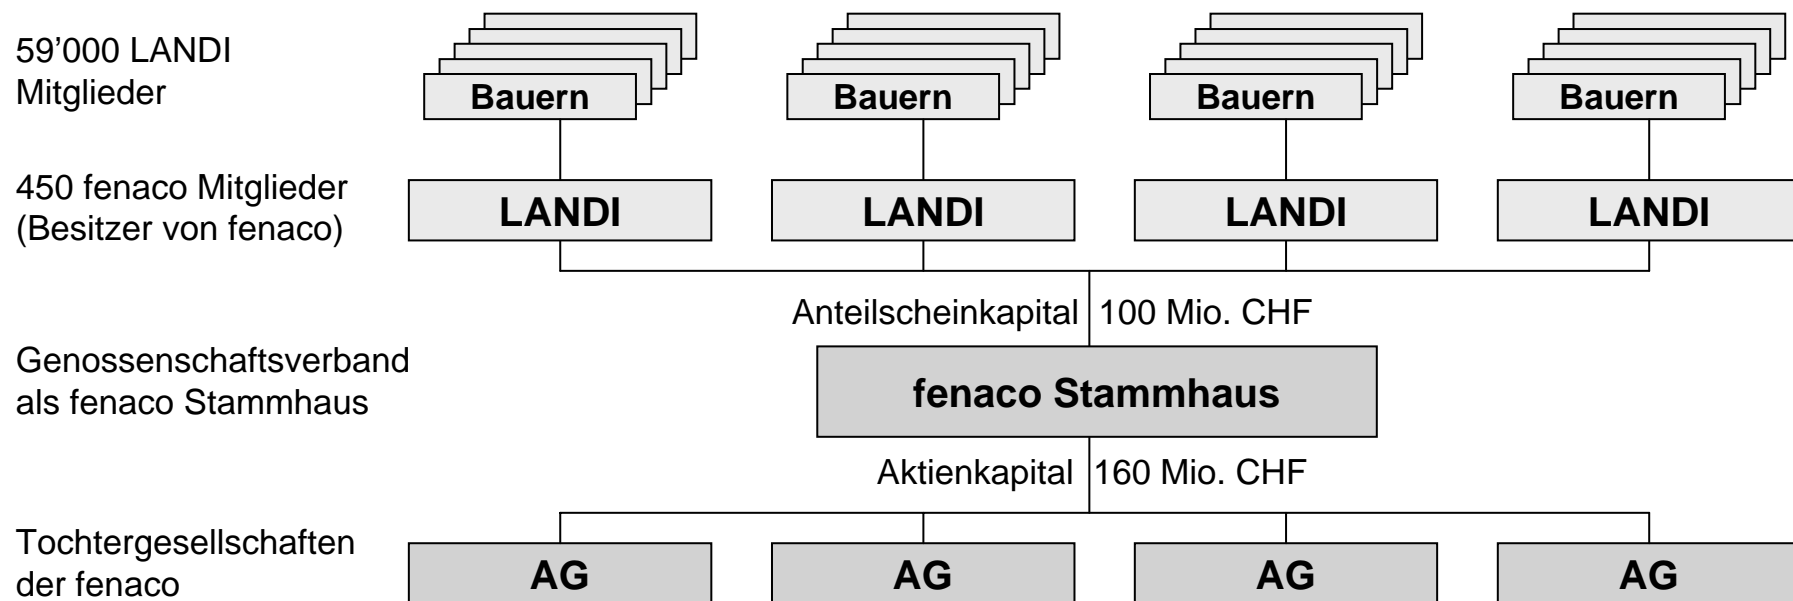 59’000 LANDI
Mitglieder
Bauern Bauern Bauern Bauern
450 fenaco Mitglieder
(Besitzer von fenaco)
LANDI LANDI LANDI LANDI
Anteilscheinkapital 100 Mio. CHF
Genossenschaftsverband
als fenaco Stammhaus
fenaco Stammhaus
Aktienkapital 160 Mio. CHF
Tochtergesellschaften
der fenaco
AG AG AG AG